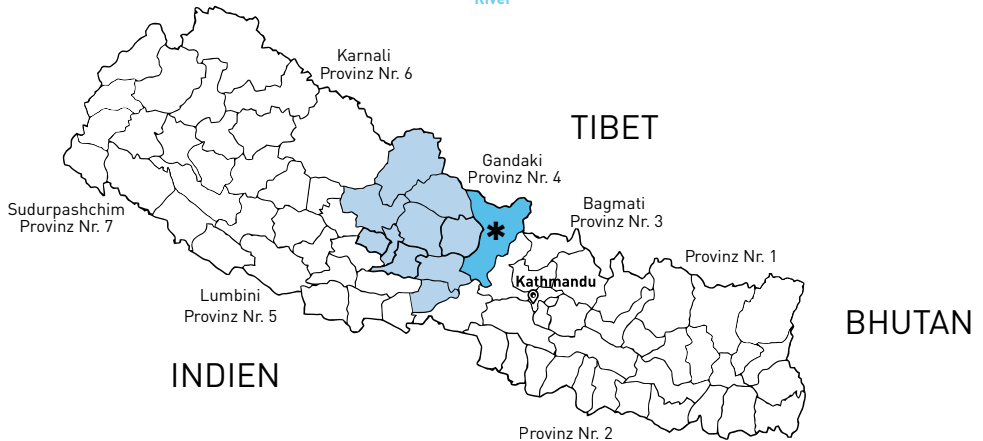 River
Karnali
Provinz Nr. 6
TIBET
Gandaki
Provinz Nr. 4
Bagmati
Provinz Nr. 3
Sudurpashchim
Provinz Nr. 7
*
Provinz Nr. 1
Kathmandu
Lumbini
Provinz Nr. 5
BHUTAN
INDIEN
Provinz Nr. 2